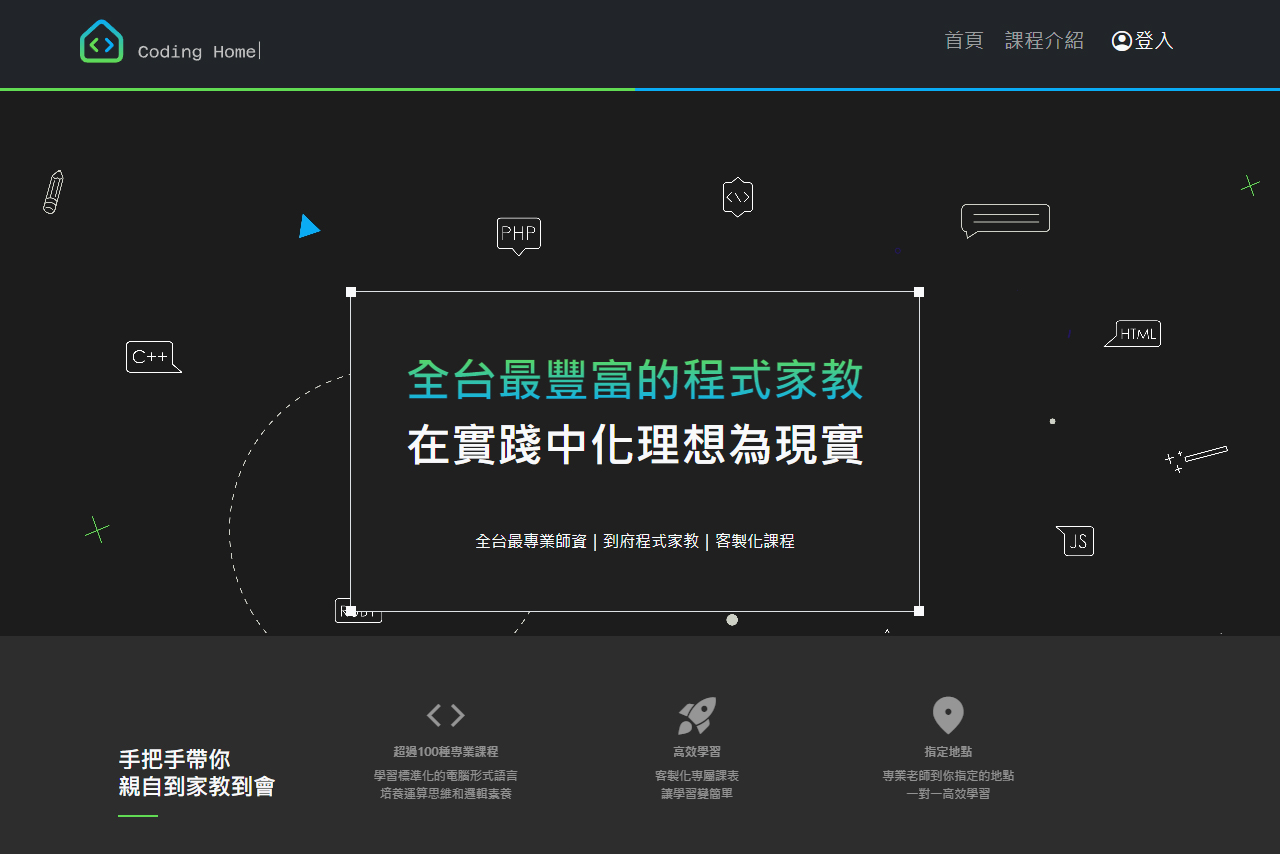 Coding Home
首頁 課程介紹 登入
PHP
C++
HTML
全台最豐富的程式家教
在實踐中化理想為現實
JS
全台最專業師資 | 到府程式家教 | 客製化課程
手把手帶你
親自到家教到會
超過100種專業課程
學習標準化的電腦形式語言
培養運算思維和邏輯素養
高效學習
客製化專屬課表
讓學習變簡單
指定地點
專業老師到你指定的地點
一對一高效學習